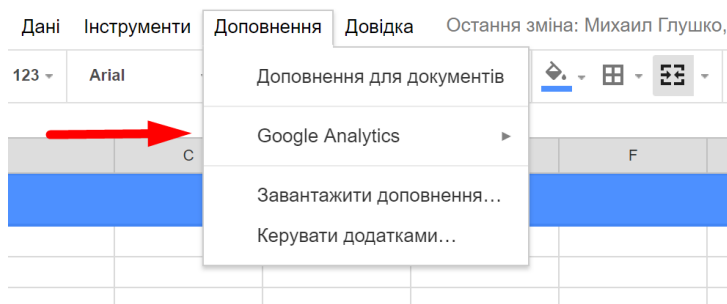 Дані Інструменти Доповнення Довідка Остання зміна: Михаил Глушко,
123 Arial
Доповнення для документів
Google Analytics
C F
Завантажити доповнення…
Керувати додатками…